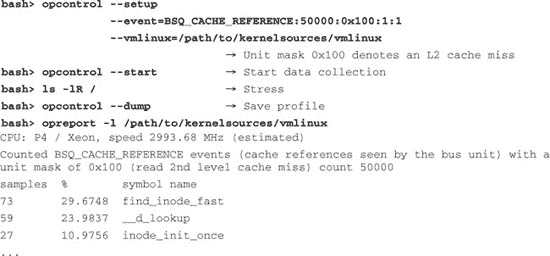 bash> opcontrol --setup
--event=BSQ_CACHE_REFERENCE:50000:0x100:1:1
--vmlinux=/path/to/kernelsources/vmlinux
→ Unit mask 0x100 denotes an L2 cache miss
bash> opcontrol --start → Start data collection
bash> ls -lR / → Stress
bash> opcontrol --dump → Save profile
bash> opreport -l /path/to/kernelsources/vmlinux
CPU: P4 / Xeon, speed 2993.68 MHz (estimated)
Counted BSQ_CACHE_REFERENCE events (cache references seen by the bus unit) with a
unit mask of 0x100 (read 2nd level cache miss) count 50000
samples % symbol name
73 29.6748 find_inode_fast
59 23.9837 __d_lookup
27 10.9756 inode_init_once
...